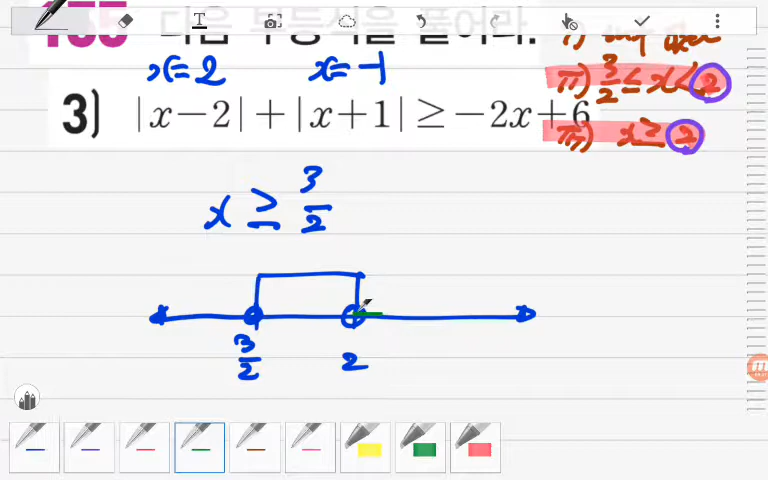 155 다음 부등식을 풀어라.
x=2 x=-1
ii) 3/2 ≤ x < 2
3) |x-2|+|x+1| ≥ -2x+6
iii) x ≥ 2
x ≥ 3/2
3/2 2